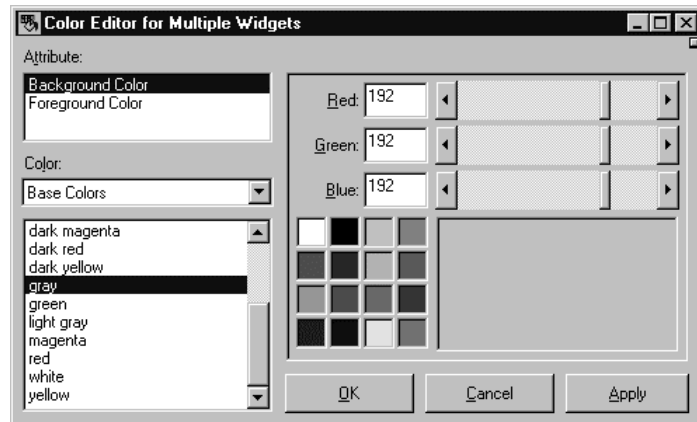 Color Editor for Multiple Widgets
Attribute:
Background Color
Foreground Color
Color:
Base Colors
dark magenta
dark red
dark yellow
gray
green
light gray
magenta
red
white
yellow
Red: 192
Green: 192
Blue: 192
OK
Cancel
Apply